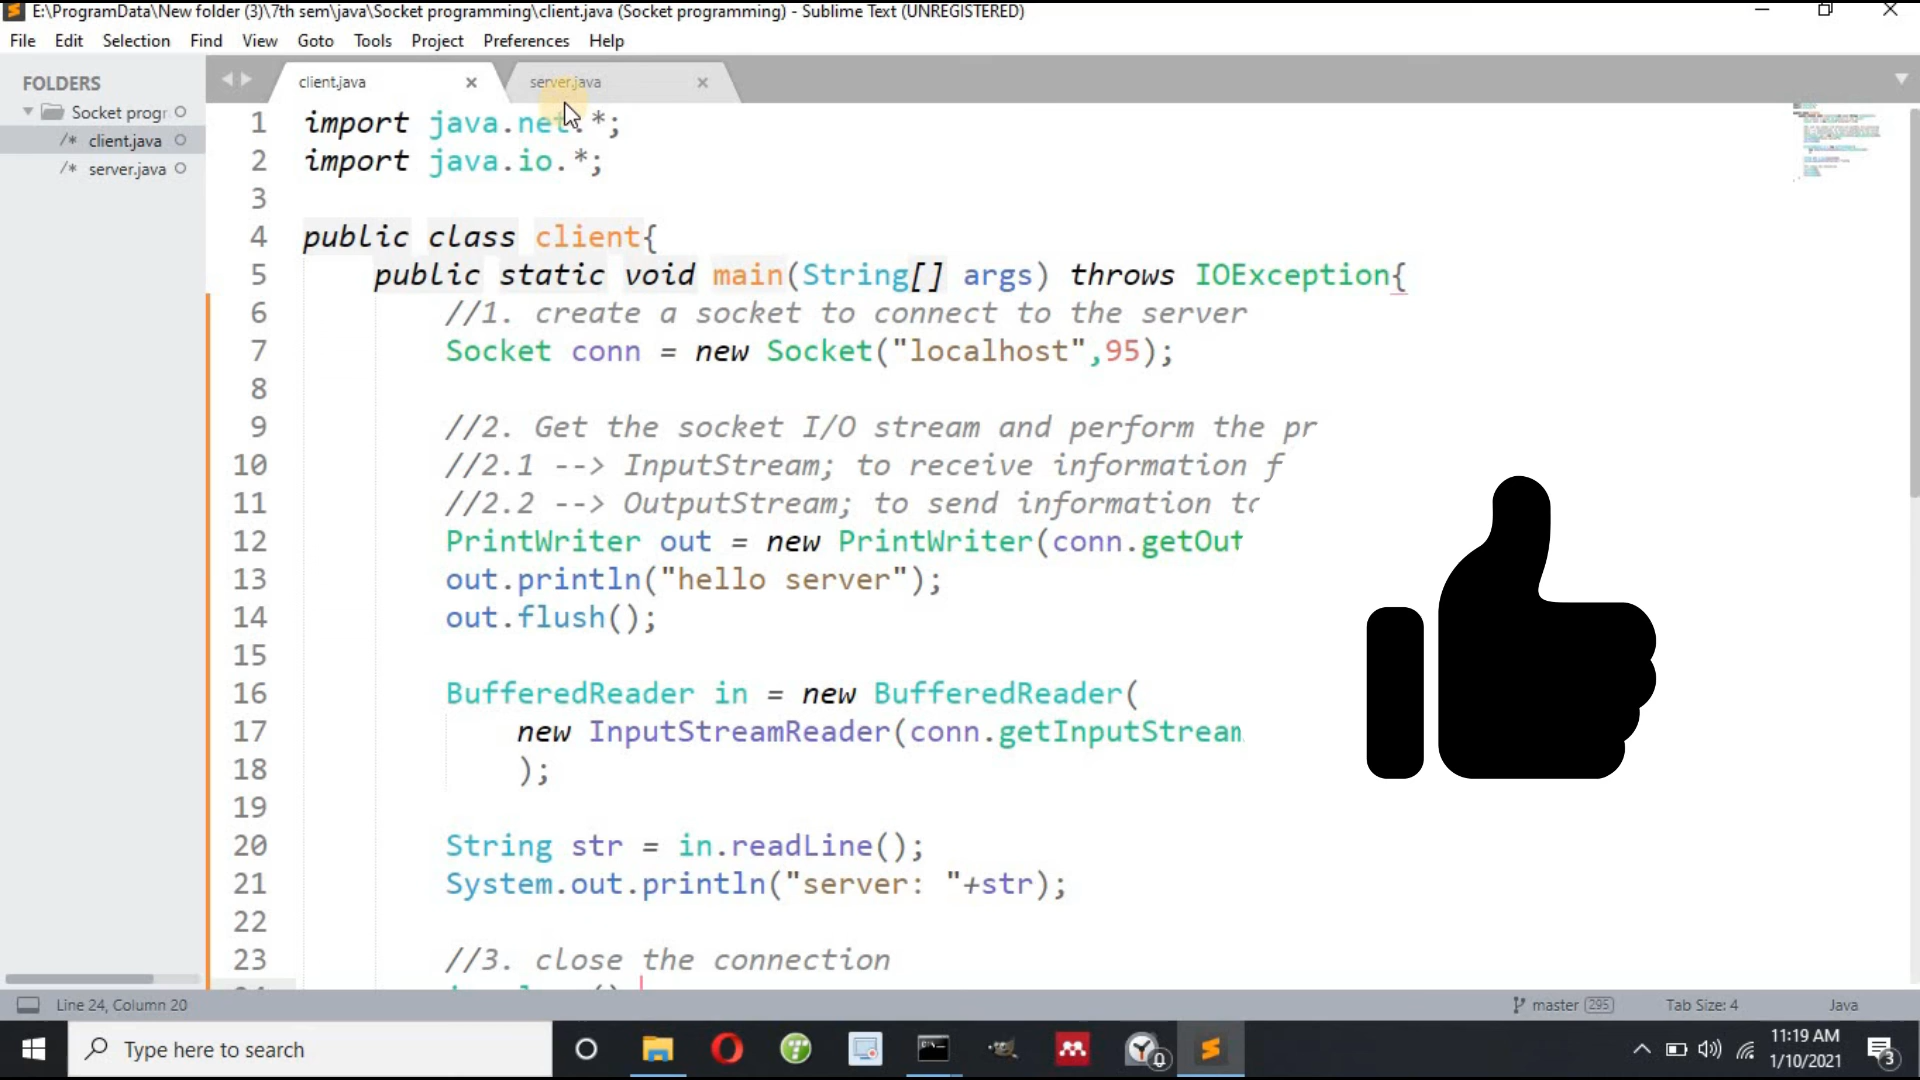 E:\ProgramData\New folder (3)\7th sem\java\Socket programming\client.java (Socket programming) - Sublime Text (UNREGISTERED)
File Edit Selection Find View Goto Tools Project Preferences Help
FOLDERS
Socket progr
/* client.java
/* server.java
client.java server.java
1 import java.net.*;
2 import java.io.*;
3
4 public class client{
5 public static void main(String[] args) throws IOException{
6 //1. create a socket to connect to the server
7 Socket conn = new Socket("localhost",95);
8
9 //2. Get the socket I/O stream and perform the pr
10 //2.1 --> InputStream; to receive information f
11 //2.2 --> OutputStream; to send information to
12 PrintWriter out = new PrintWriter(conn.getOut
13 out.println("hello server");
14 out.flush();
15
16 BufferedReader in = new BufferedReader(
17 new InputStreamReader(conn.getInputStream
18 );
19
20 String str = in.readLine();
21 System.out.println("server: "+str);
22
23 //3. close the connection
Line 24, Column 20
master 295
Tab Size: 4
Java
Type here to search
11:19 AM
1/10/2021
3